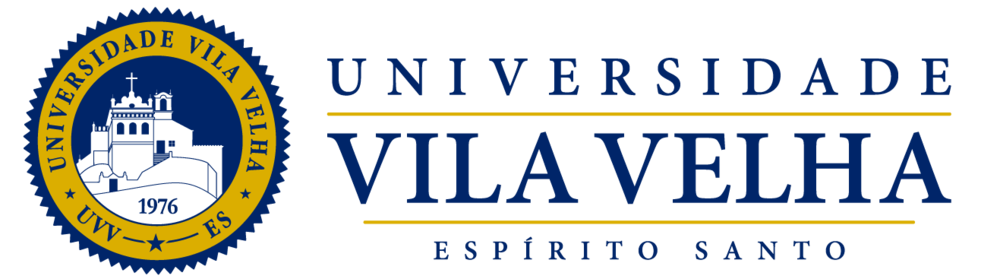 UNIVERSIDADE VILA VELHA
1976
UVV ★ ES
UNIVERSIDADE
VILA VELHA
ESPÍRITO SANTO